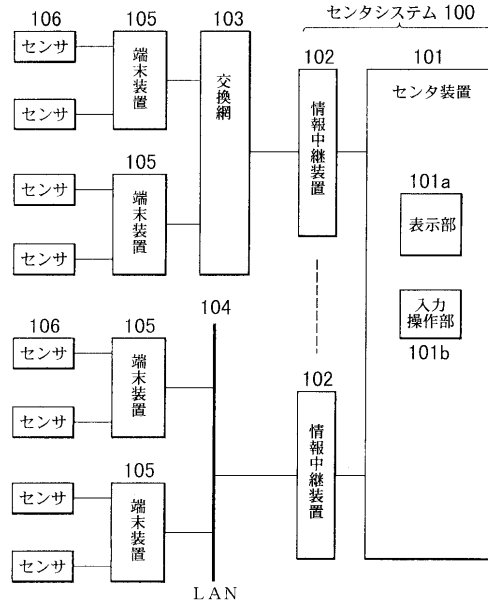 センタシステム 100
106
105
103
102
101
センサ
端末装置
交換網
情報中継装置
センタ装置
センサ
105
101a
センサ
端末装置
表示部
センサ
104
入力
操作部
101b
106
105
センサ
端末装置
102
センサ
情報中継装置
105
センサ
端末装置
センサ
LAN